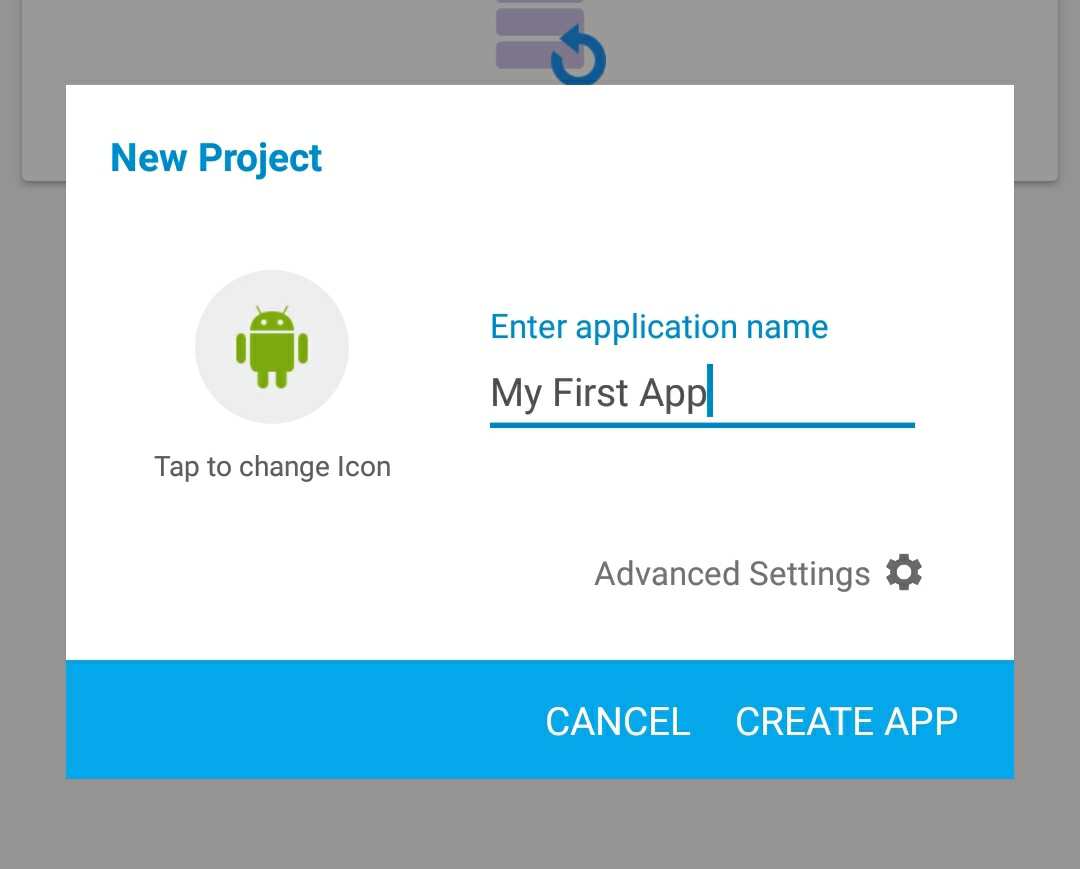 New Project
Enter application name
My First App
Tap to change Icon
Advanced Settings
CANCEL CREATE APP